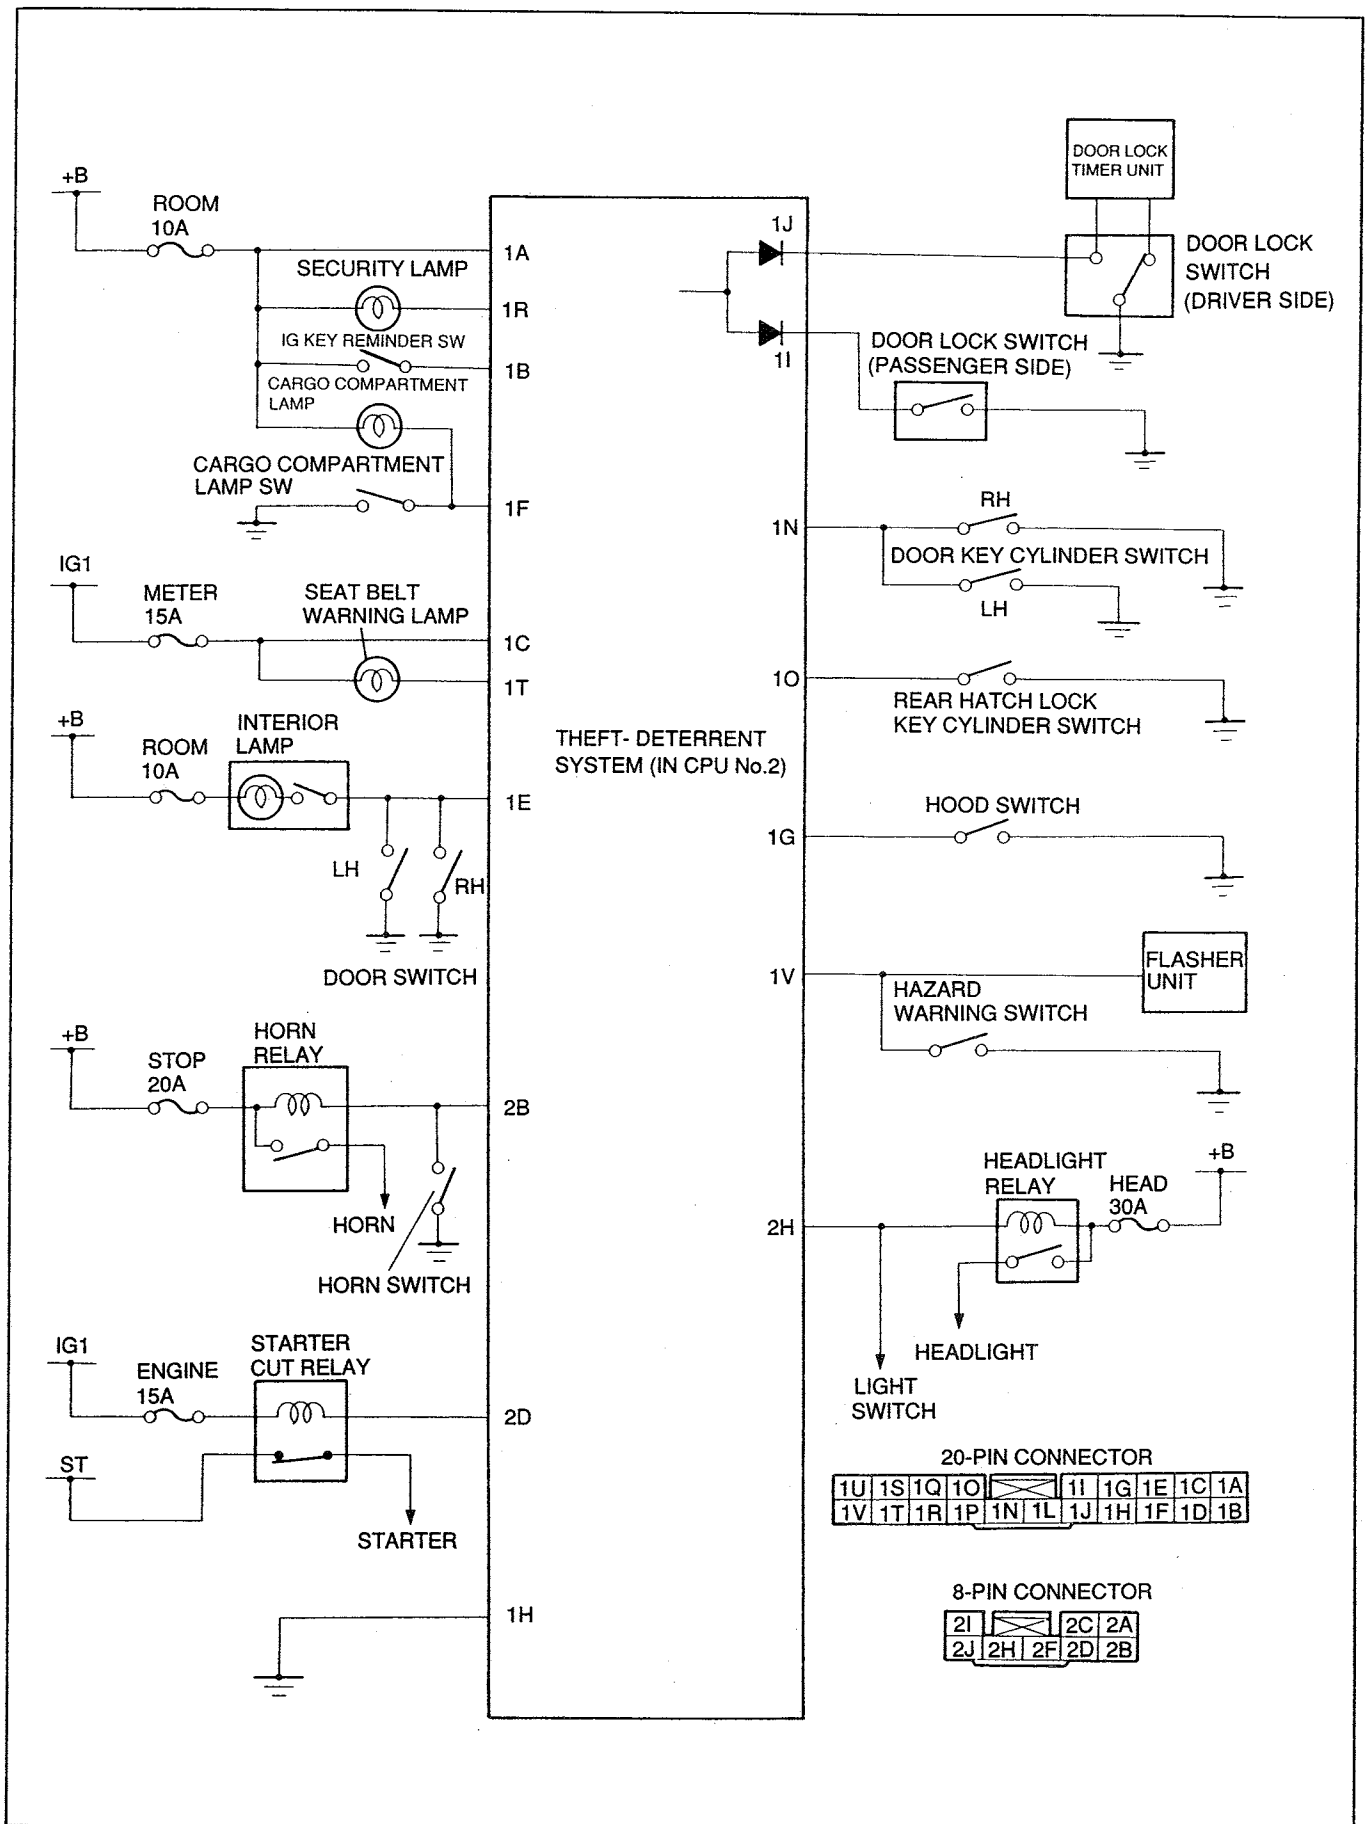 DOOR LOCK
TIMER UNIT
+B
ROOM
10A
1J
DOOR LOCK
SWITCH
(DRIVER SIDE)
1A
SECURITY LAMP
1R
IG KEY REMINDER SW
1B
CARGO COMPARTMENT
LAMP
1I
DOOR LOCK SWITCH
(PASSENGER SIDE)
CARGO COMPARTMENT
LAMP SW
1F
1N
RH
DOOR KEY CYLINDER SWITCH
LH
IG1
METER
15A
SEAT BELT
WARNING LAMP
1C
1T
1O
REAR HATCH LOCK
KEY CYLINDER SWITCH
+B
ROOM
10A
INTERIOR
LAMP
THEFT- DETERRENT
SYSTEM (IN CPU No.2)
1E
LH
RH
DOOR SWITCH
HOOD SWITCH
1G
1V
FLASHER
UNIT
HAZARD
WARNING SWITCH
+B
STOP
20A
HORN
RELAY
2B
HORN
HORN SWITCH
+B
HEADLIGHT
RELAY
HEAD
30A
2H
HEADLIGHT
LIGHT
SWITCH
IG1
ENGINE
15A
STARTER
CUT RELAY
2D
ST
STARTER
1H
20-PIN CONNECTOR
1U 1S 1Q 1O 1I 1G 1E 1C 1A
1V 1T 1R 1P 1N 1L 1J 1H 1F 1D 1B
8-PIN CONNECTOR
2I 2C 2A
2J 2H 2F 2D 2B